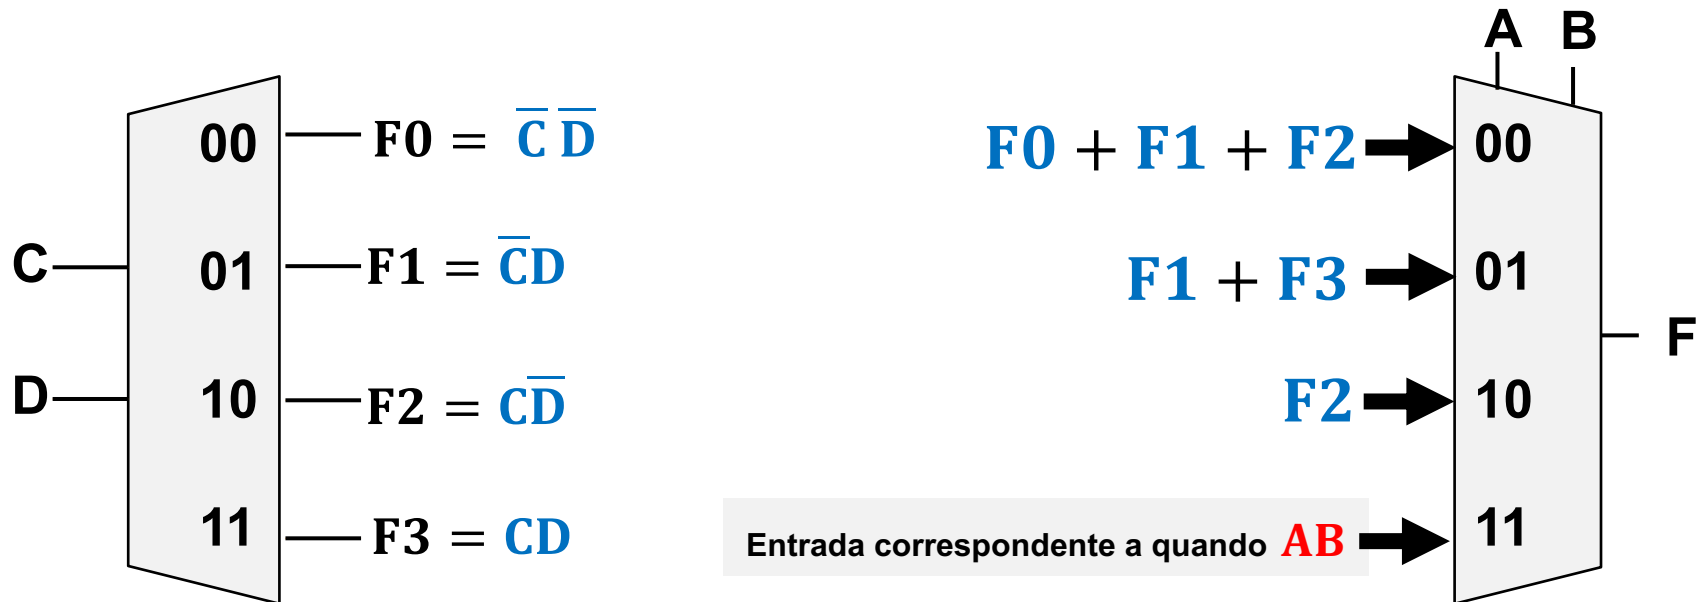 A B
00 F0 = C̅ D̅
F0 + F1 + F2 00
C 01 F1 = C̅D
F1 + F3 01
F
D 10 F2 = CD̅
F2 10
11 F3 = CD
Entrada correspondente a quando AB 11